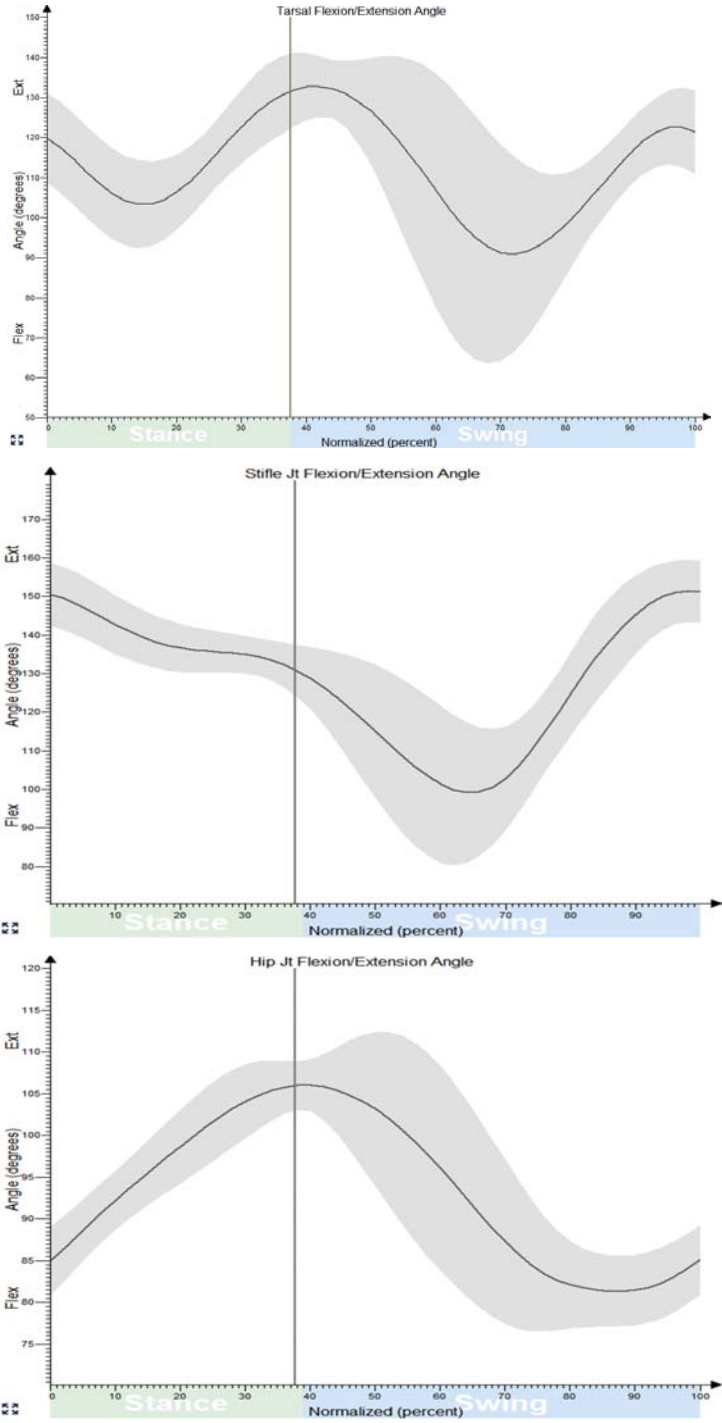 Tarsal Flexion/Extension Angle
150
140
Ext
130
120
110
Angle (degrees)
100
90
80
Flex
70
60
50
0 10 20 30 40 50 60 70 80 90 100
Stance Swing
Normalized (percent)
Stifle Jt Flexion/Extension Angle
170
Ext
160
150
140
Angle (degrees)
130
120
110
100
Flex
90
80
10 20 30 40 50 60 70 80 90
Stance Swing
Normalized (percent)
Hip Jt Flexion/Extension Angle
120
115
Ext
110
105
100
Angle (degrees)
95
90
85
Flex
80
75
0 10 20 30 40 50 60 70 80 90 100
Stance Swing
Normalized (percent)